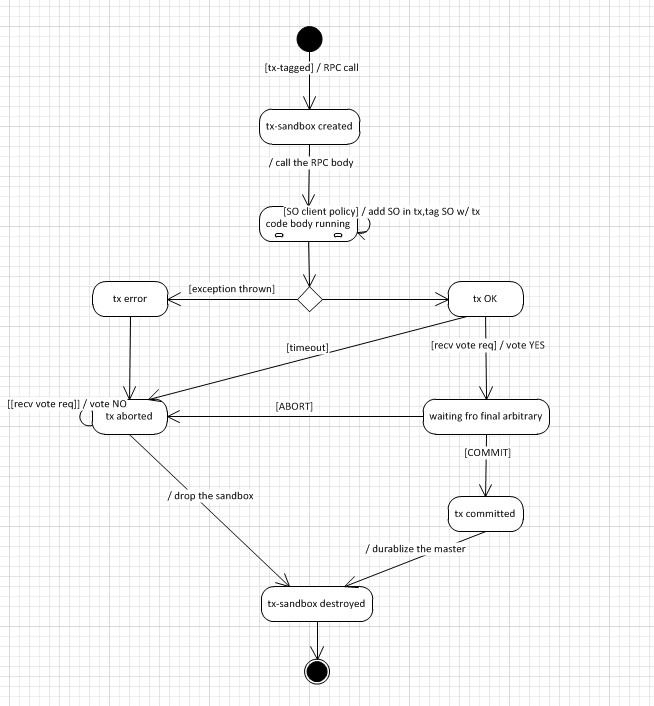 [tx-tagged] / RPC call
tx-sandbox created
/ call the RPC body
[SO client policy] / add SO in tx,tag SO w/ tx
code body running
[exception thrown]
tx error
tx OK
[timeout]
[recv vote req] / vote YES
[[recv vote req]] / vote NO
tx aborted
[ABORT]
waiting fro final arbitrary
[COMMIT]
/ drop the sandbox
tx committed
/ durablize the master
tx-sandbox destroyed